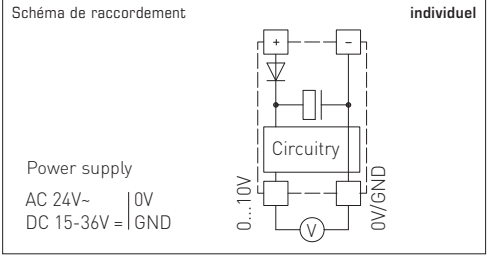 Schéma de raccordement
individuel
+
−
Circuitry
Power supply
AC 24V~ | 0V
DC 15-36V = | GND
0...10V
0V/GND
V